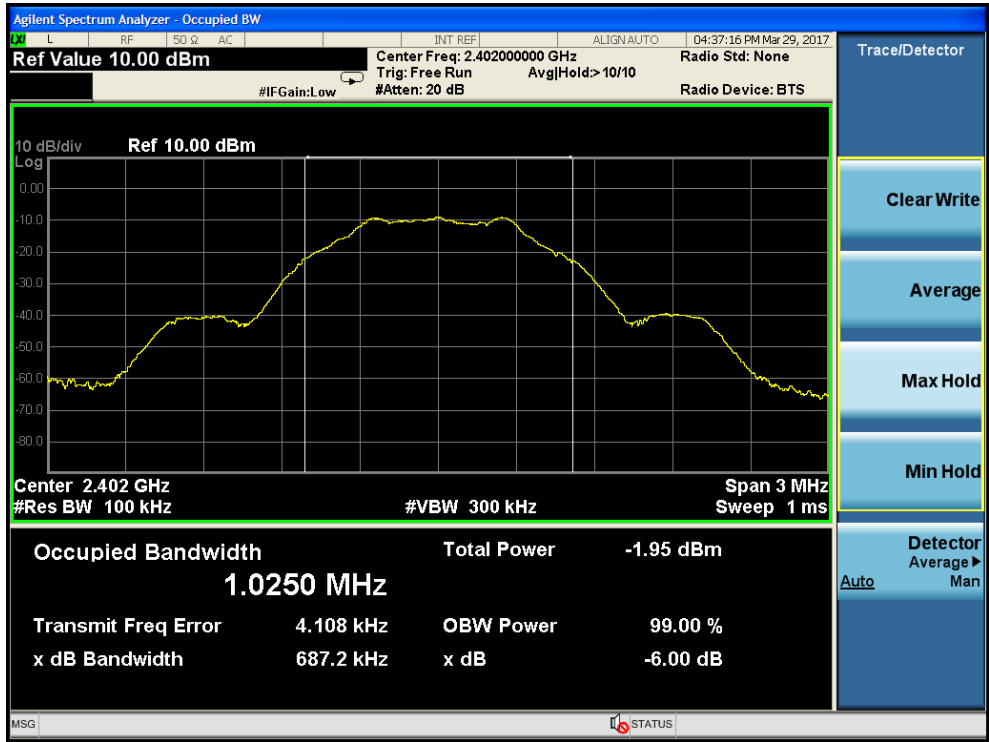 Agilent Spectrum Analyzer - Occupied BW
LXI L RF 50 Ω AC INT REF ALIGN AUTO 04:37:16 PM Mar 29, 2017
Ref Value 10.00 dBm
Center Freq: 2.402000000 GHz
Radio Std: None
Trig: Free Run Avg|Hold:>10/10
#IFGain:Low
#Atten: 20 dB
Radio Device: BTS
Trace/Detector
10 dB/div Ref 10.00 dBm
Log
0.00
-10.0
-20.0
-30.0
-40.0
-50.0
-60.0
-70.0
-80.0
Center 2.402 GHz Span 3 MHz
#Res BW 100 kHz #VBW 300 kHz Sweep 1 ms
Occupied Bandwidth Total Power -1.95 dBm
1.0250 MHz
Transmit Freq Error 4.108 kHz OBW Power 99.00 %
x dB Bandwidth 687.2 kHz x dB -6.00 dB
Clear Write
Average
Max Hold
Min Hold
Detector
Average
Auto Man
MSG STATUS